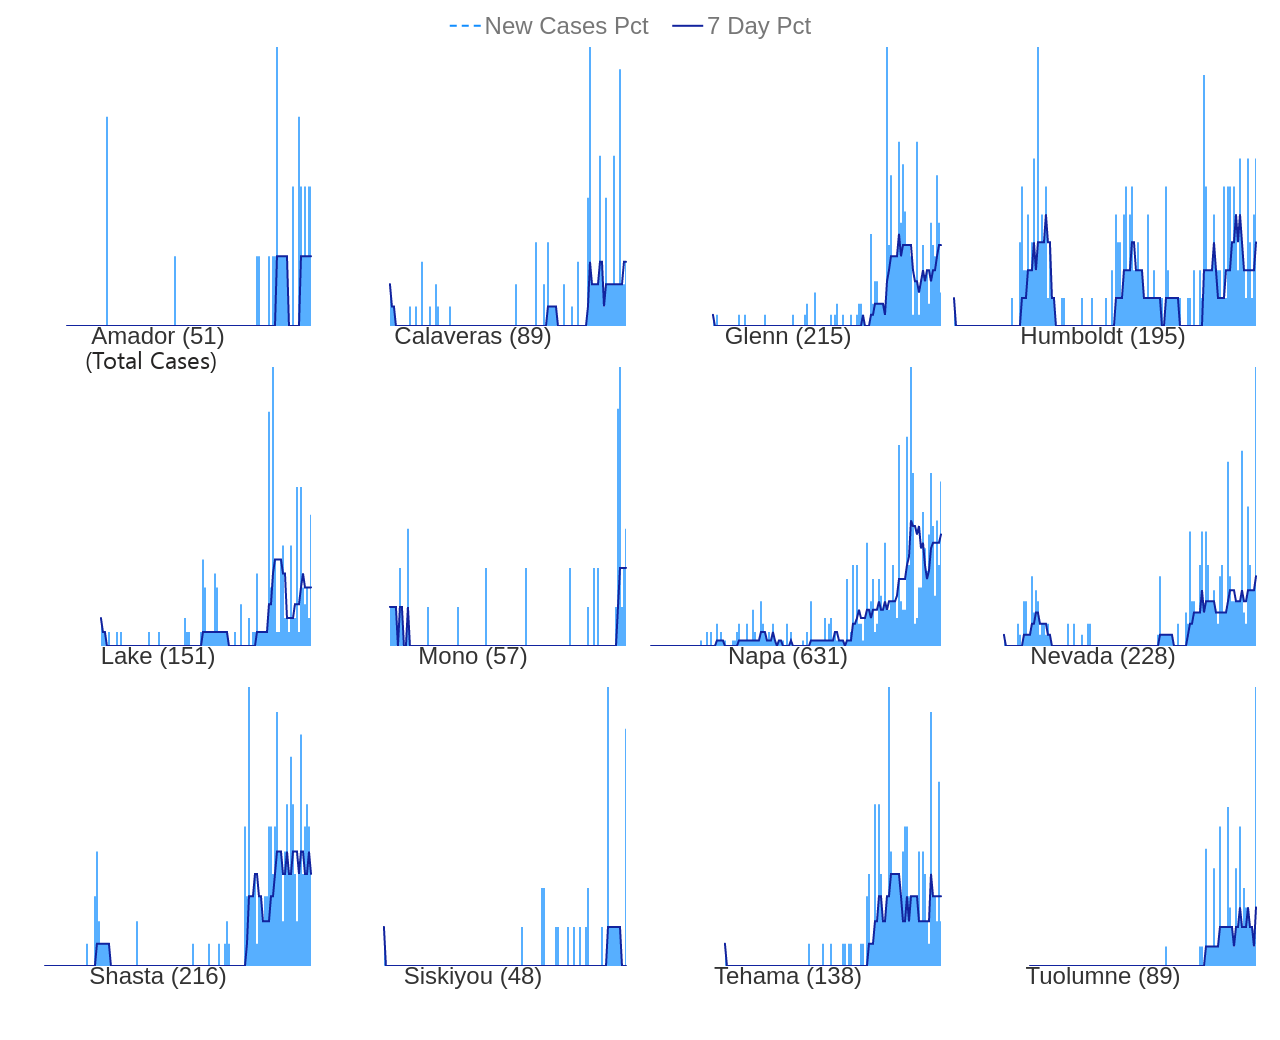 New Cases Pct 7 Day Pct
Amador (51) Calaveras (89) Glenn (215) Humboldt (195)
(Total Cases)
Lake (151) Mono (57) Napa (631) Nevada (228)
Shasta (216) Siskiyou (48) Tehama (138) Tuolumne (89)